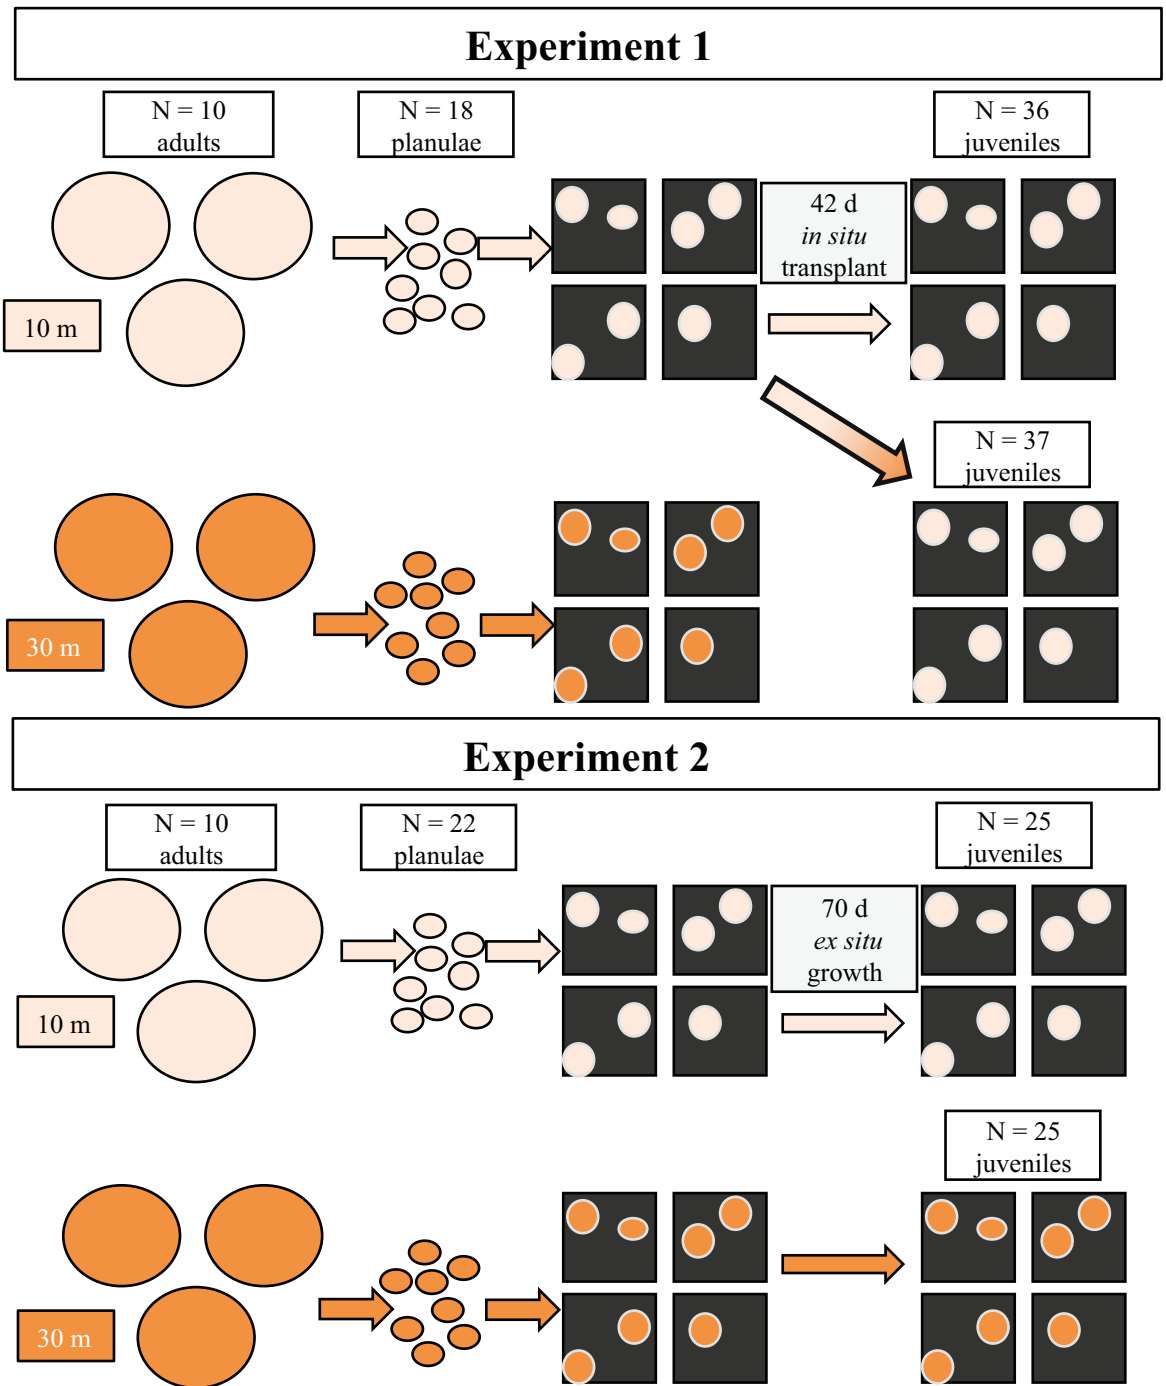 Experiment 1
N = 10
adults
N = 18
planulae
N = 36
juveniles
42 d
in situ
transplant
10 m
N = 37
juveniles
30 m
Experiment 2
N = 10
adults
N = 22
planulae
N = 25
juveniles
70 d
ex situ
growth
10 m
N = 25
juveniles
30 m